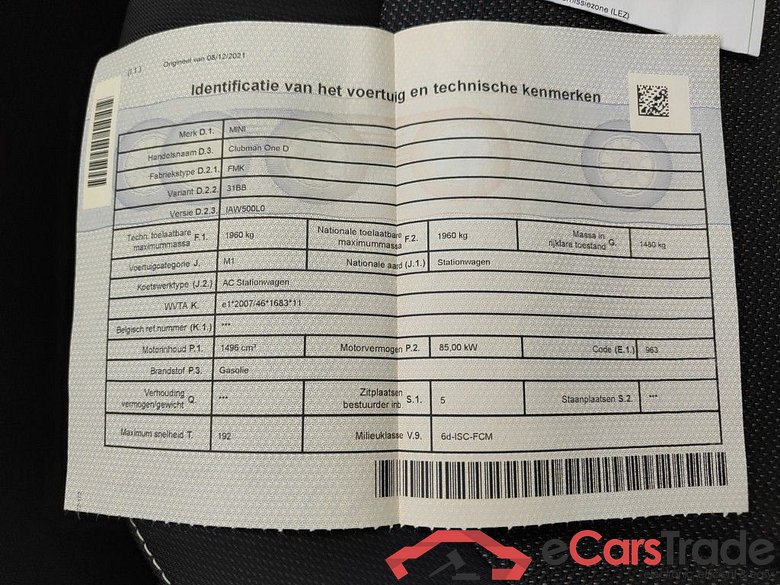 missiezone (LEZ)
(I.1.) Origineel van 08/12/2021
Identificatie van het voertuig en technische kenmerken
Merk D.1. MINI
Handelsnaam D.3. Clubman One D
Fabriekstype D.2.1. FMK
Variant D.2.2. 31BB
Versie D.2.3. IAW500L0
Techn. toelaatbare maximummassa F.1. 1960 kg Nationale toelaatbare maximummassa F.2. 1960 kg Massa in rijklare toestand G. 1480 kg
Voertuigcategorie J. M1 Nationale aard (J.1.) Stationwagen
Koetswerktype (J.2.) AC Stationwagen
WVTA K. e1*2007/46*1683*11
Belgisch ref.nummer (K.1.) ***
Motorinhoud P.1. 1496 cm³ Motorvermogen P.2. 85,00 kW Code (E.1.) 963
Brandstof P.3. Gasolie
Verhouding vermogen/gewicht Q. *** Zitplaatsen bestuurder inb. S.1. 5 Staanplaatsen S.2. ***
Maximum snelheid T. 192 Milieuklasse V.9. 6d-ISC-FCM
eCarsTrade